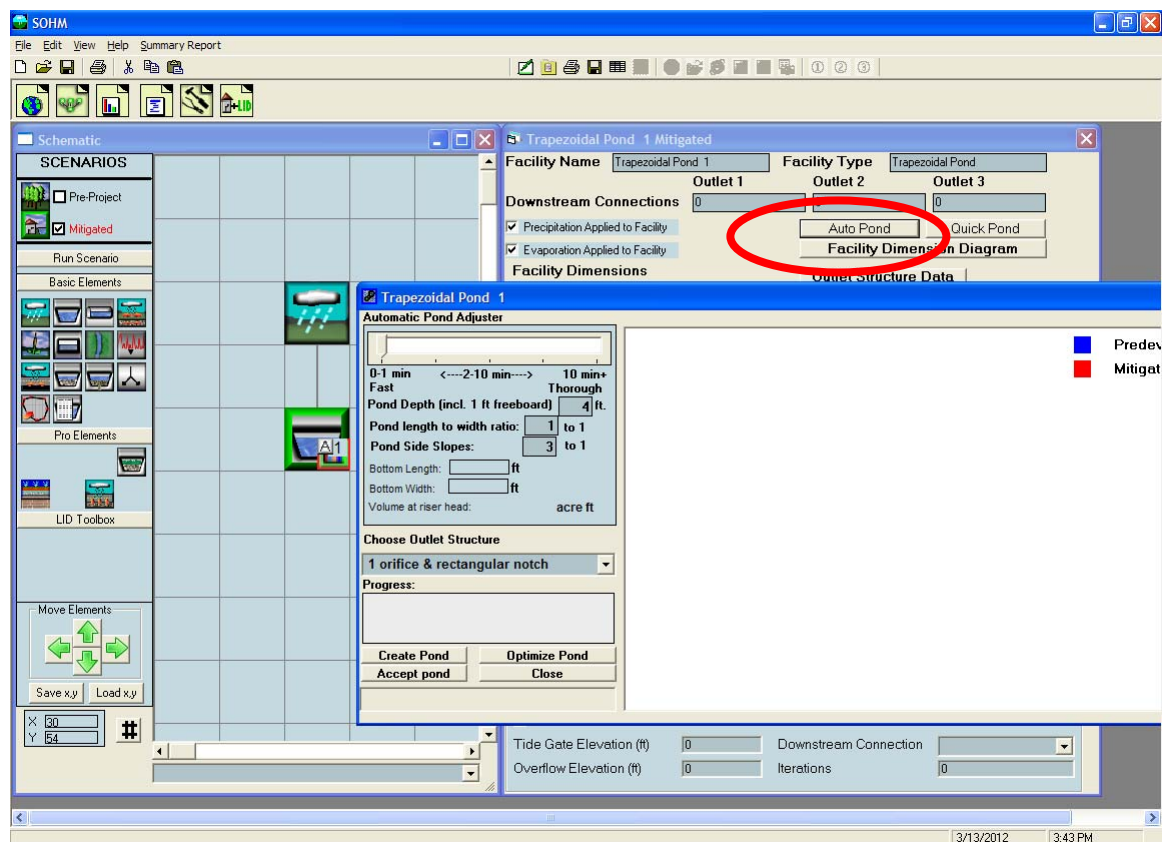 SOHM
File Edit View Help Summary Report
1 2 3
+LID
Schematic
SCENARIOS
Pre-Project
Mitigated
Run Scenario
Basic Elements
Pro Elements
LID Toolbox
Move Elements
Save x,y Load x,y
X 30
Y 54
#
A 1
Trapezoidal Pond 1 Mitigated
Facility Name Trapezoidal Pond 1 Facility Type Trapezoidal Pond
Outlet 1 Outlet 2 Outlet 3
Downstream Connections 0 0 0
Precipitation Applied to Facility Auto Pond Quick Pond
Evaporation Applied to Facility Facility Dimension Diagram
Facility Dimensions
Outlet Structure Data
Trapezoidal Pond 1
Automatic Pond Adjuster
0-1 min <----2-10 min----> 10 min+
Fast Thorough
Pond Depth (incl. 1 ft freeboard) 4 ft.
Pond length to width ratio: 1 to 1
Pond Side Slopes: 3 to 1
Bottom Length: ft
Bottom Width: ft
Volume at riser head: acre ft
Choose Outlet Structure
1 orifice & rectangular notch
Progress:
Create Pond Optimize Pond
Accept pond Close
Predev
Mitigat
Tide Gate Elevation (ft) 0 Downstream Connection
Overflow Elevation (ft) 0 Iterations 0
3/13/2012 3:43 PM